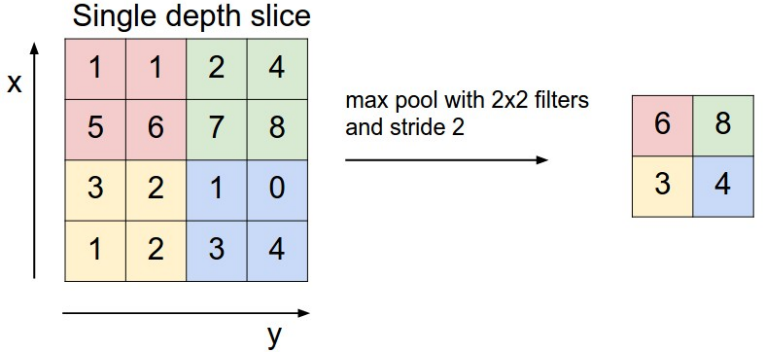 Single depth slice
x
1 1 2 4
5 6 7 8
3 2 1 0
1 2 3 4
y
max pool with 2x2 filters
and stride 2
6 8
3 4